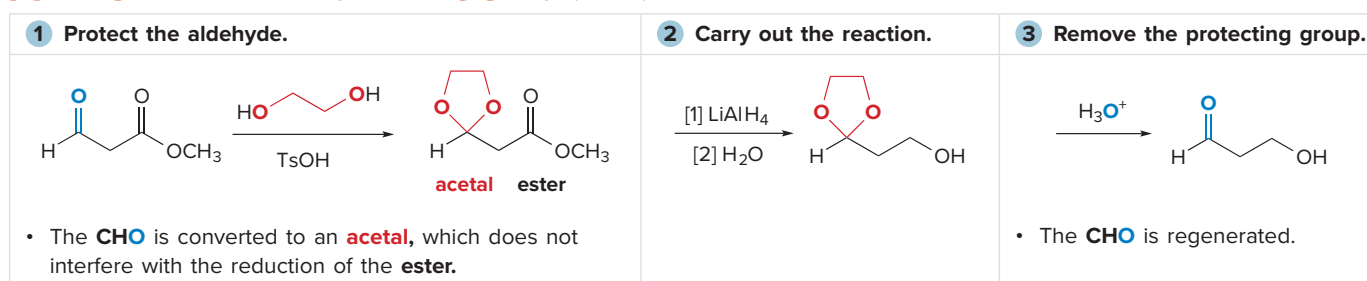 1 Protect the aldehyde.
O O
H OCH₃
HO OH
TsOH
O O O
H OCH₃
acetal ester
• The CHO is converted to an acetal, which does not
interfere with the reduction of the ester.
2 Carry out the reaction.
[1] LiAlH₄
[2] H₂O
O O
H OH
3 Remove the protecting group.
H₃O⁺
O
H OH
• The CHO is regenerated.